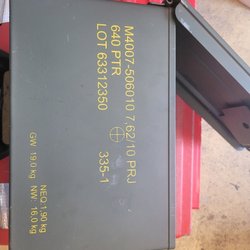 M4007-506010 7,62/10 PRJ
640 PTR
LOT 63312350
335-1
NEQ: 1.90 kg
GW: 19.0 kg NW: 16.0 kg